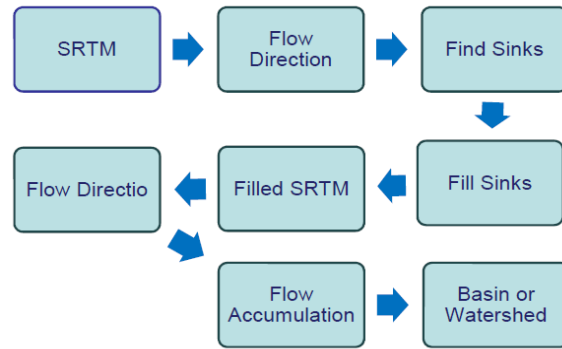 SRTM
Flow
Direction
Find Sinks
Fill Sinks
Filled SRTM
Flow Directio
Flow
Accumulation
Basin or
Watershed